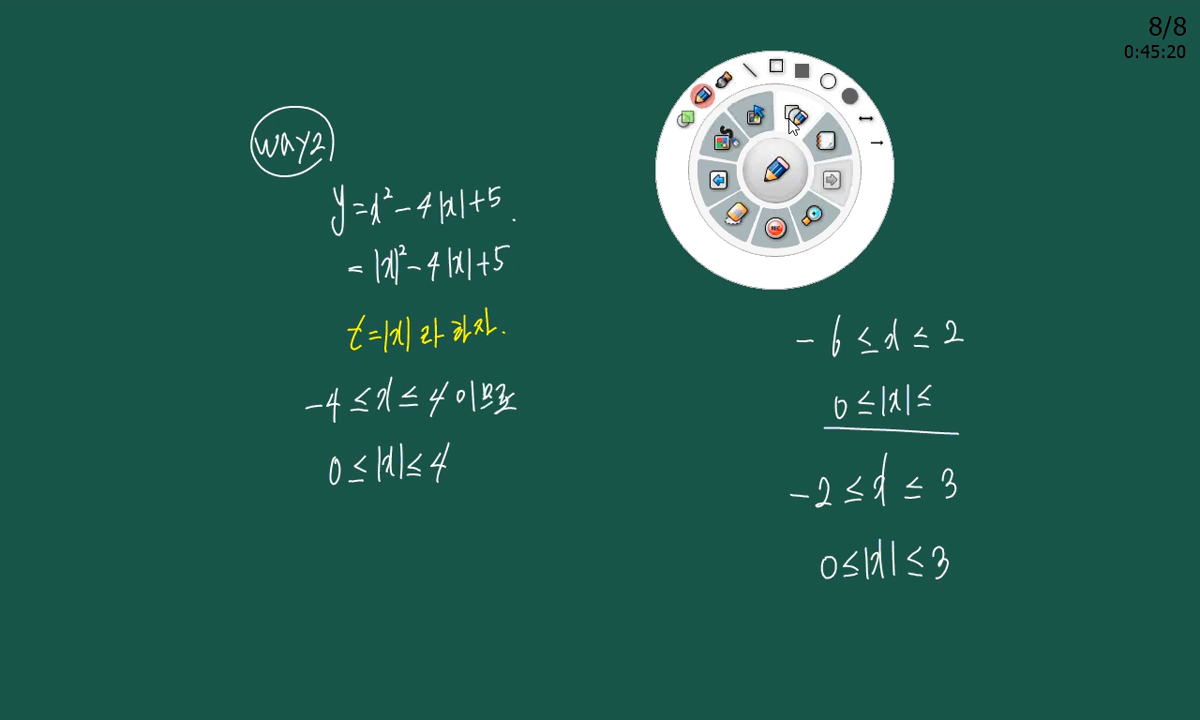 8/8
0:45:20
way2
y = x² - 4|x| + 5.
= |x|² - 4|x| + 5
t = |x| 라 하자.
-4 ≤ x ≤ 4 이므로
0 ≤ |x| ≤ 4
REC
-6 ≤ x ≤ 2
0 ≤ |x| ≤
-2 ≤ x ≤ 3
0 ≤ |x| ≤ 3